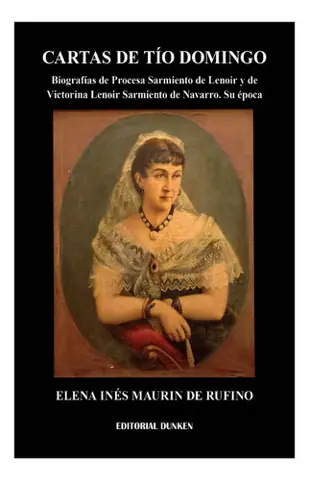 CARTAS DE TÍO DOMINGO
Biografías de Procesa Sarmiento de Lenoir y de
Victorina Lenoir Sarmiento de Navarro. Su época
ELENA INÉS MAURIN DE RUFINO
EDITORIAL DUNKEN